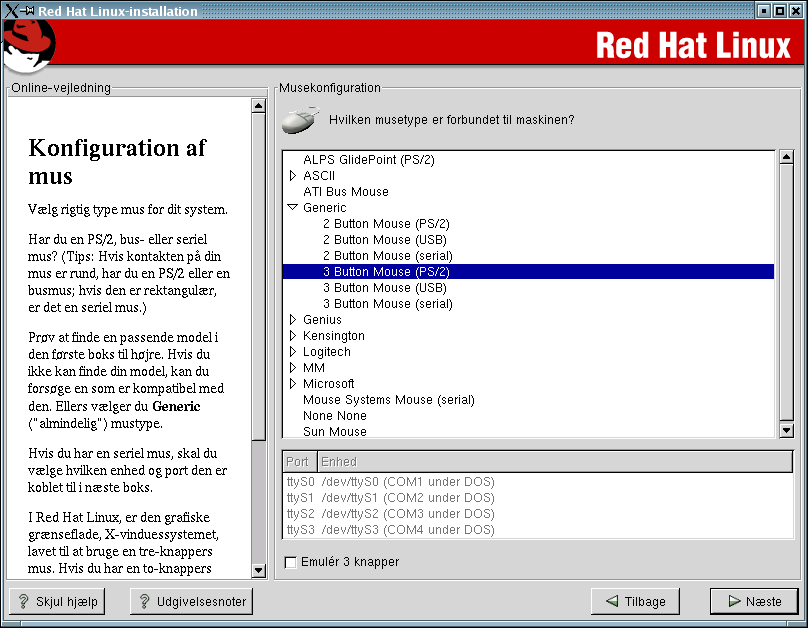 Red Hat Linux-installation
Red Hat Linux
Online-vejledning
Konfiguration af
mus
Vælg rigtig type mus for dit system.
Har du en PS/2, bus- eller seriel
mus? (Tips: Hvis kontakten på din
mus er rund, har du en PS/2 eller en
busmus; hvis den er rektangulær,
er det en seriel mus.)
Prøv at finde en passende model i
den første boks til højre. Hvis du
ikke kan finde din model, kan du
forsøge en som er kompatibel med
den. Ellers vælger du Generic
("almindelig") mustype.
Hvis du har en seriel mus, skal du
vælge hvilken enhed og port den er
koblet til i næste boks.
I Red Hat Linux, er den grafiske
grænseflade, X-vinduessystemet,
lavet til at bruge en tre-knappers
mus. Hvis du har en to-knappers
Musekonfiguration
Hvilken musetype er forbundet til maskinen?
ALPS GlidePoint (PS/2)
ASCII
ATI Bus Mouse
Generic
2 Button Mouse (PS/2)
2 Button Mouse (USB)
2 Button Mouse (serial)
3 Button Mouse (PS/2)
3 Button Mouse (USB)
3 Button Mouse (serial)
Genius
Kensington
Logitech
MM
Microsoft
Mouse Systems Mouse (serial)
None None
Sun Mouse
Port Enhed
ttyS0 /dev/ttyS0 (COM1 under DOS)
ttyS1 /dev/ttyS1 (COM2 under DOS)
ttyS2 /dev/ttyS2 (COM3 under DOS)
ttyS3 /dev/ttyS3 (COM4 under DOS)
Emulér 3 knapper
Skjul hjælp
Udgivelsesnoter
Tilbage
Næste